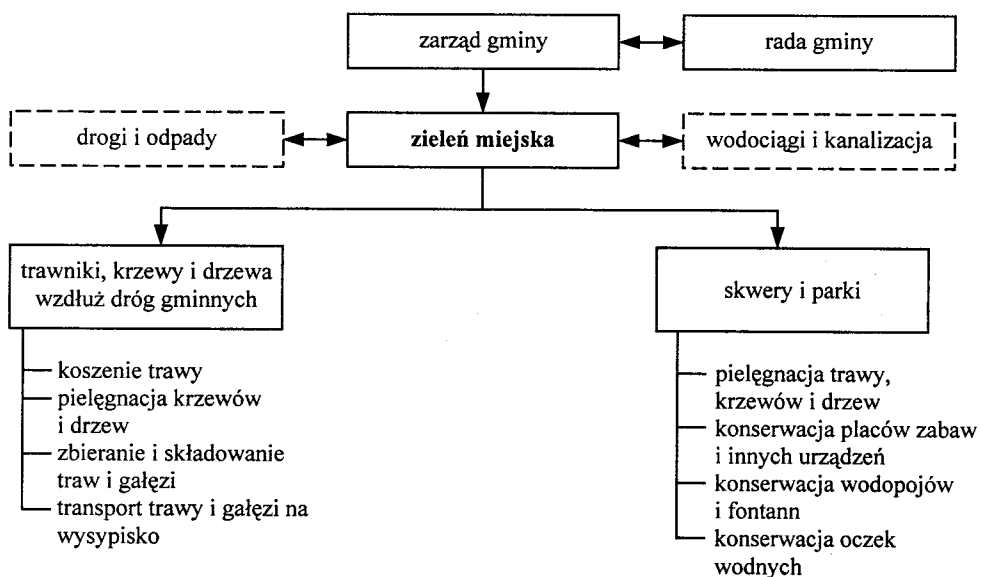 zarząd gminy
rada gminy
drogi i odpady
zieleń miejska
wodociągi i kanalizacja
trawniki, krzewy i drzewa
wzdłuż dróg gminnych
koszenie trawy
pielęgnacja krzewów
i drzew
zbieranie i składowanie
traw i gałęzi
transport trawy i gałęzi na
wysypisko
skwery i parki
pielęgnacja trawy,
krzewów i drzew
konserwacja placów zabaw
i innych urządzeń
konserwacja wodopojów
i fontann
konserwacja oczek
wodnych